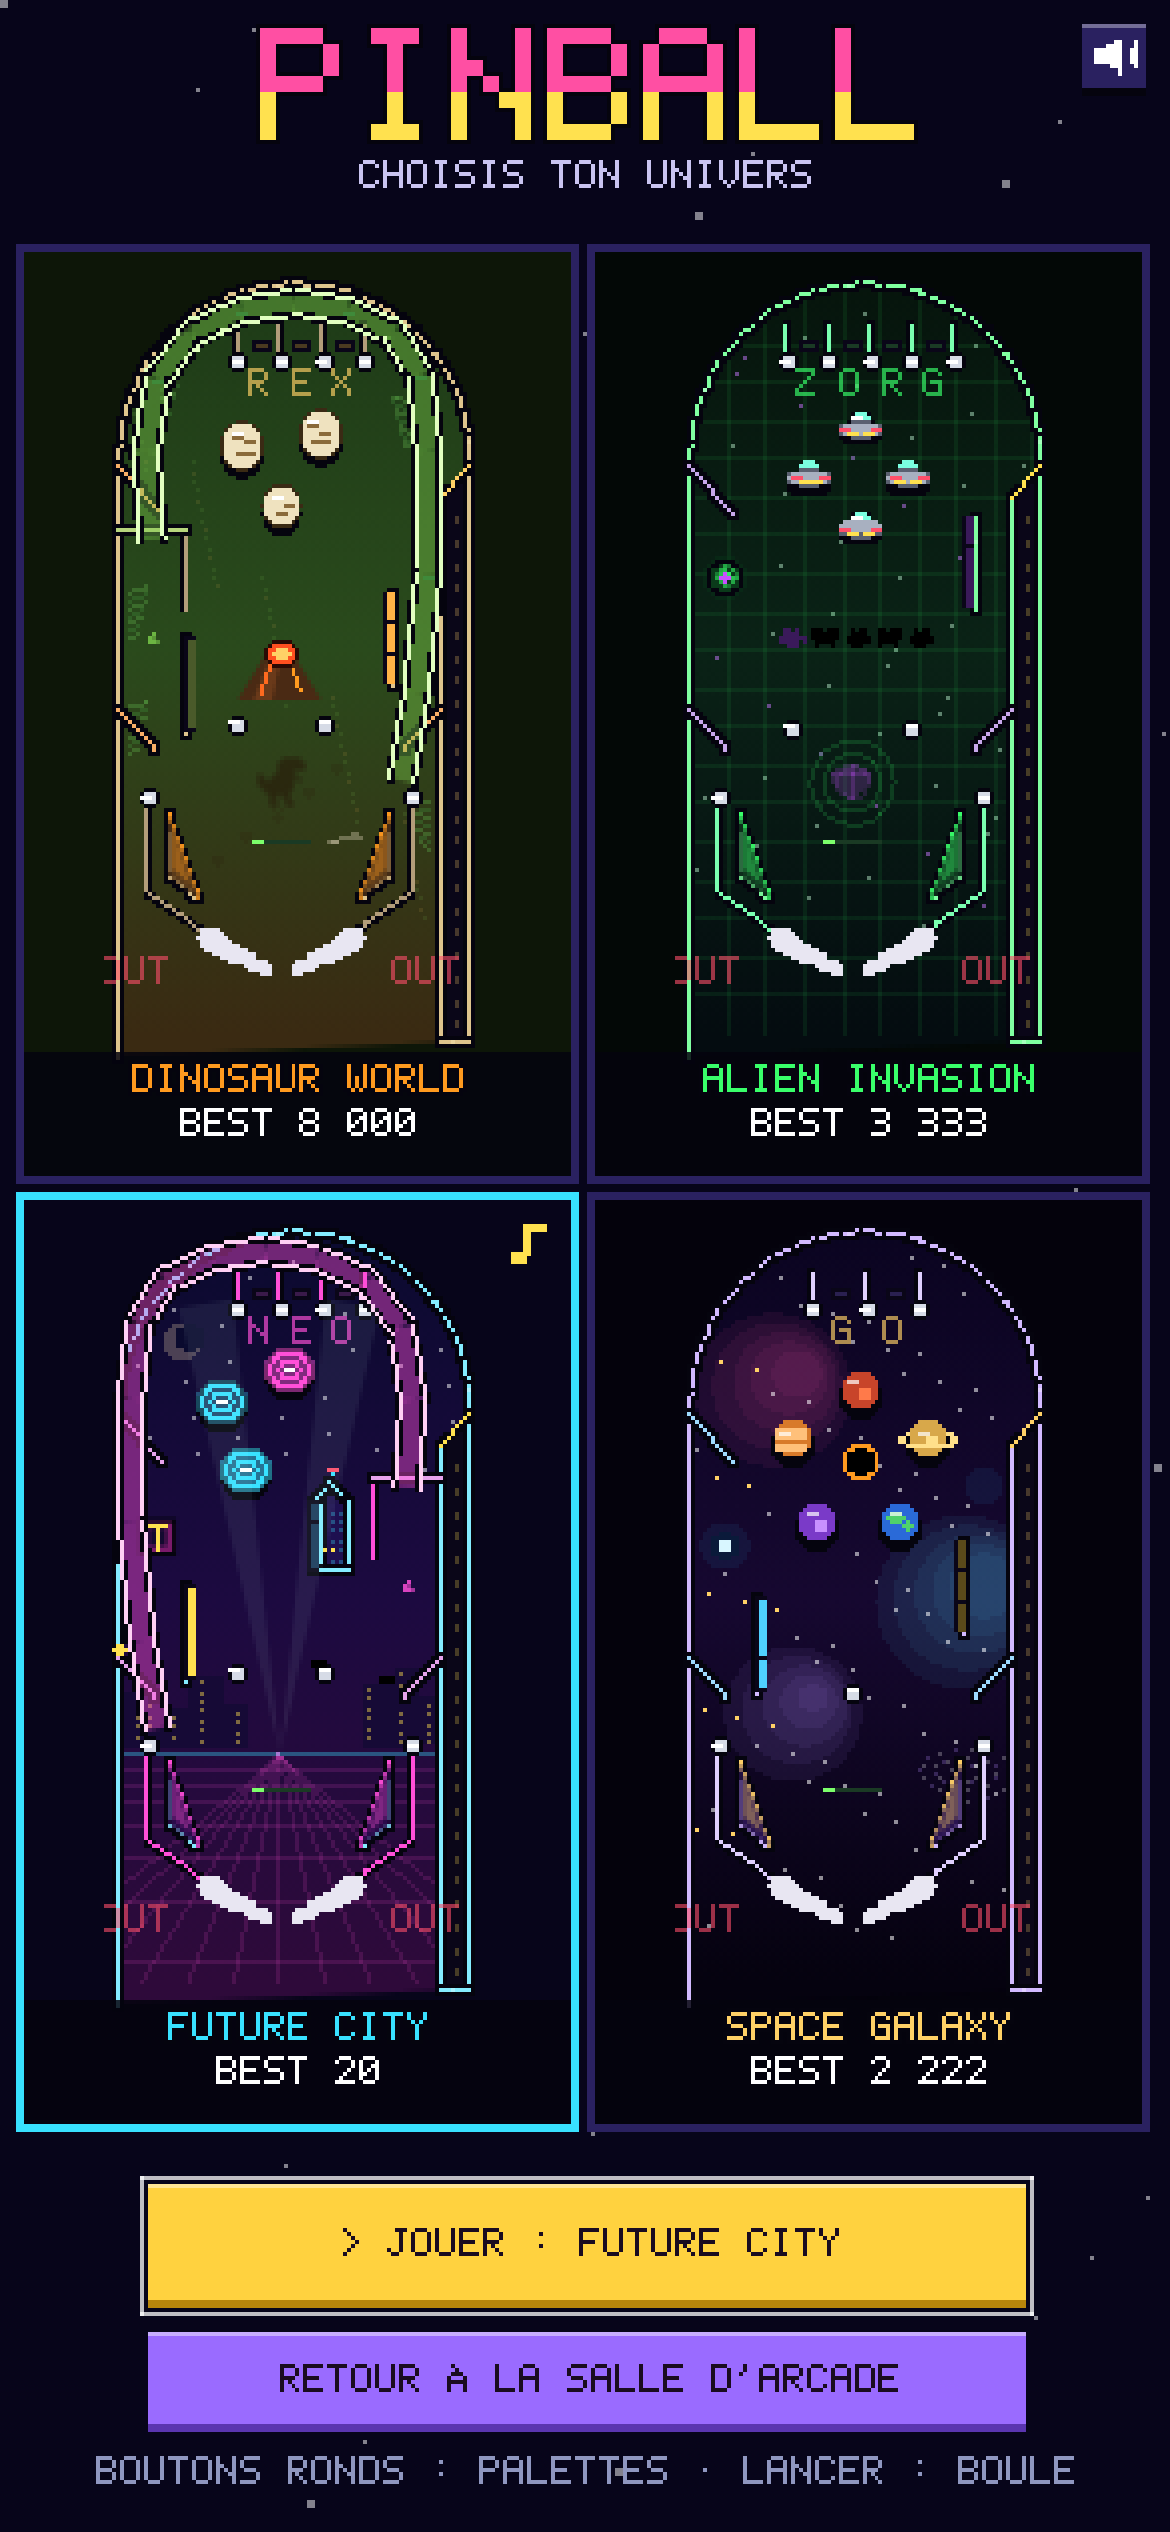 PINBALL
CHOISIS TON UNIVERS
REX
OUT OUT
DINOSAUR WORLD
BEST 8 000
ZORG
OUT OUT
ALIEN INVASION
BEST 3 333
NEO
T
OUT OUT
FUTURE CITY
BEST 20
GO
OUT OUT
SPACE GALAXY
BEST 2 222
> JOUER : FUTURE CITY
RETOUR À LA SALLE D'ARCADE
BOUTONS RONDS : PALETTES · LANCER : BOULE